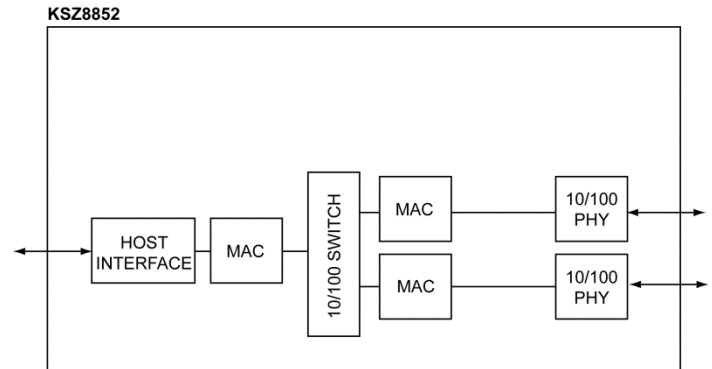 KSZ8852
HOST
INTERFACE
MAC
10/100 SWITCH
MAC
10/100
PHY
MAC
10/100
PHY